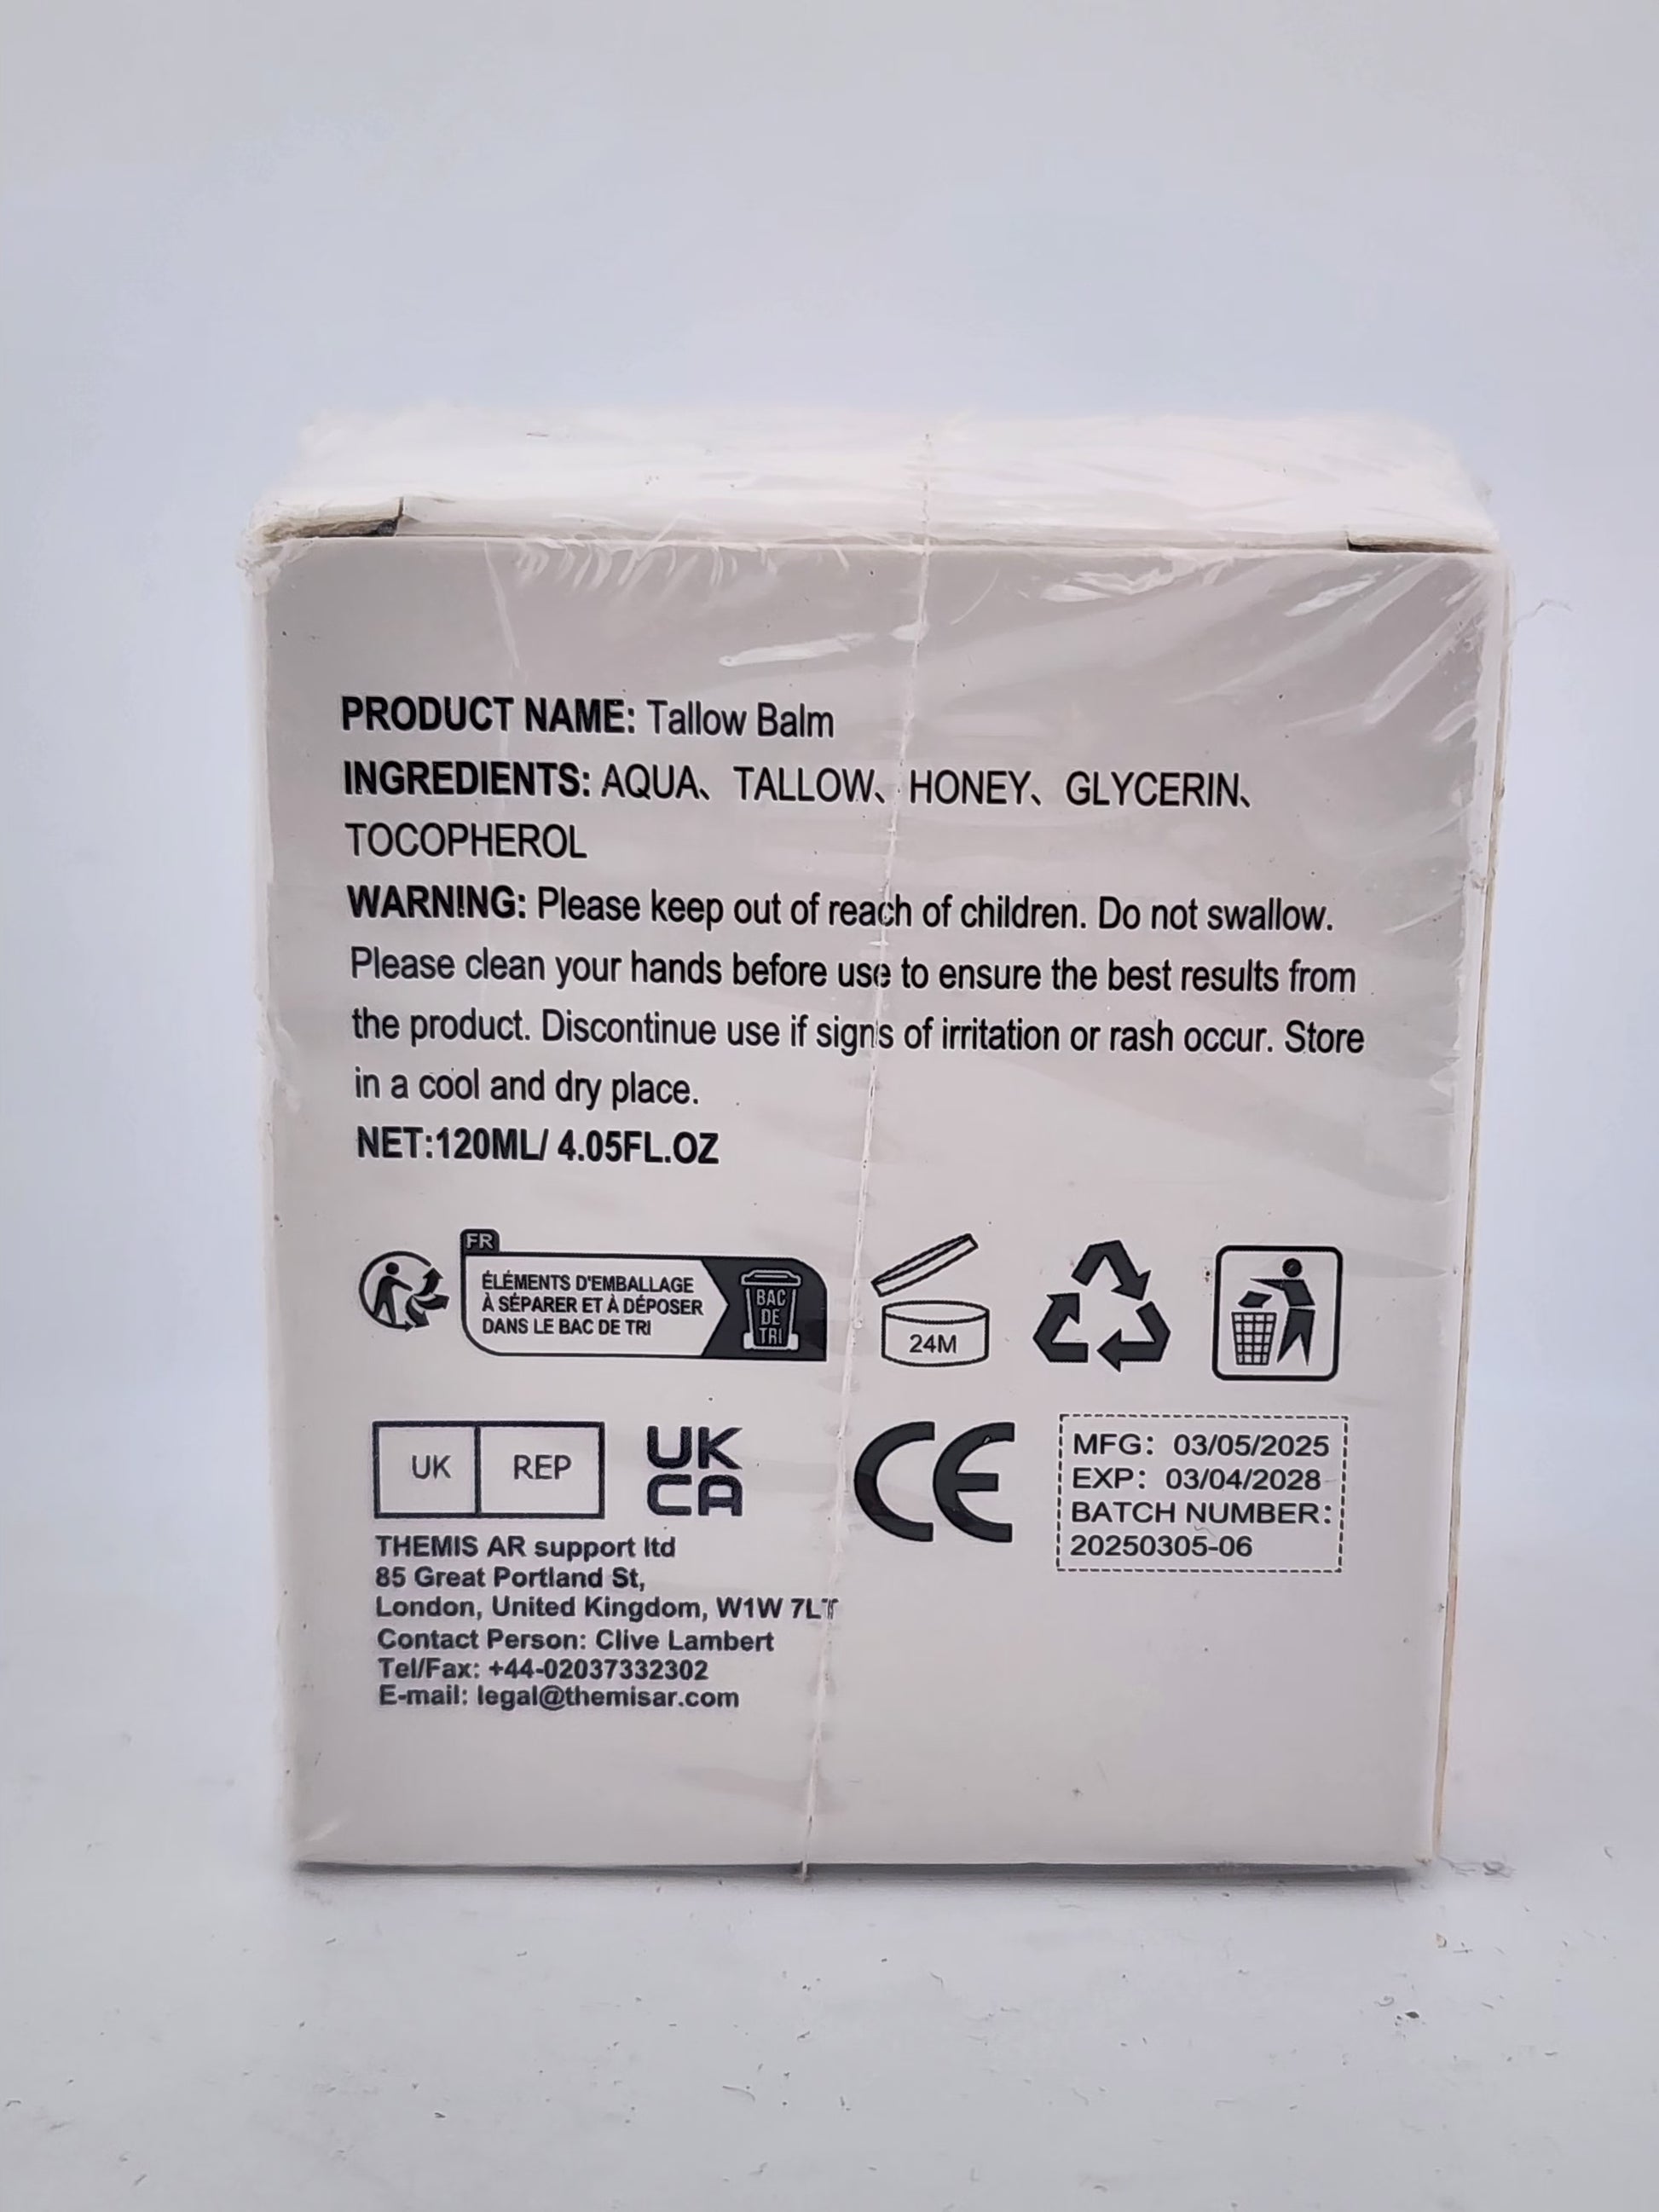 PRODUCT NAME: Tallow Balm
INGREDIENTS: AQUA、TALLOW、HONEY、GLYCERIN、
TOCOPHEROL
WARNING: Please keep out of reach of children. Do not swallow.
Please clean your hands before use to ensure the best results from
the product. Discontinue use if signs of irritation or rash occur. Store
in a cool and dry place.
NET:120ML/ 4.05FL.OZ
FR
ÉLÉMENTS D'EMBALLAGE
À SÉPARER ET À DÉPOSER
DANS LE BAC DE TRI
BAC
DE
TRI
24M
UK REP
UK
CA
CE
MFG: 03/05/2025
EXP: 03/04/2028
BATCH NUMBER:
20250305-06
THEMIS AR support ltd
85 Great Portland St,
London, United Kingdom, W1W 7LT
Contact Person: Clive Lambert
Tel/Fax: +44-02037332302
E-mail: legal@themisar.com